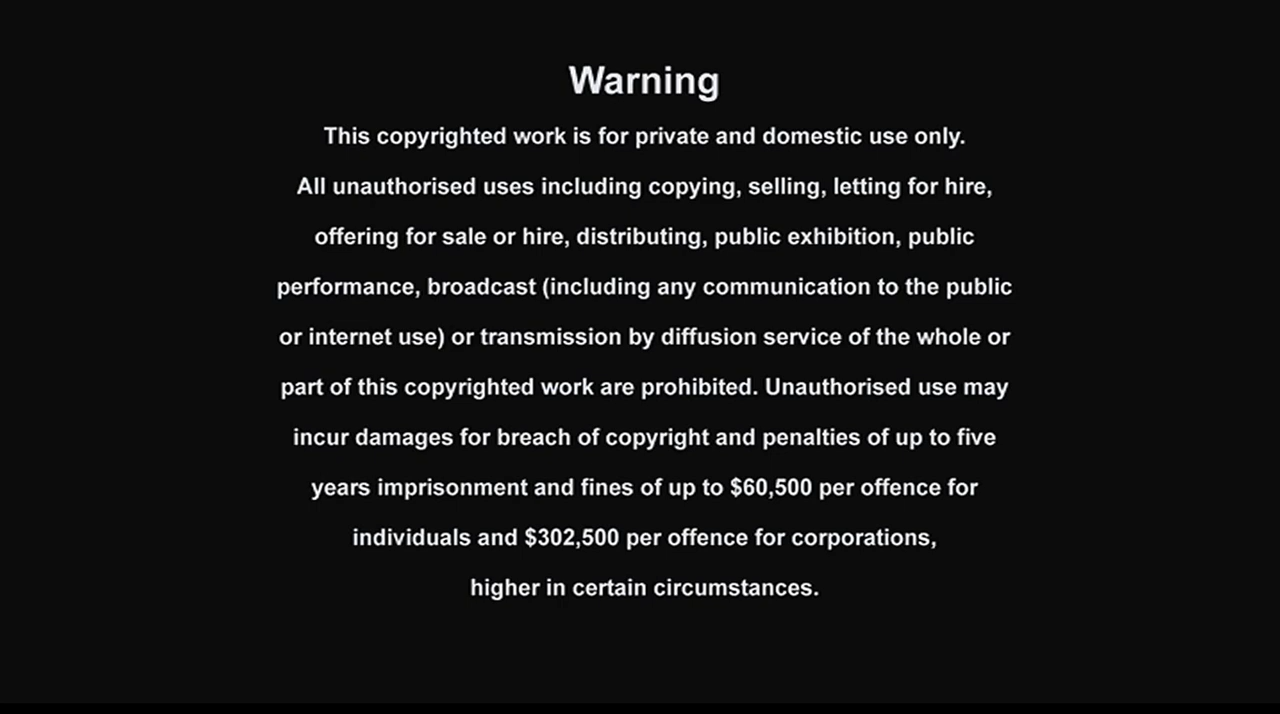 Warning
This copyrighted work is for private and domestic use only.
All unauthorised uses including copying, selling, letting for hire,
offering for sale or hire, distributing, public exhibition, public
performance, broadcast (including any communication to the public
or internet use) or transmission by diffusion service of the whole or
part of this copyrighted work are prohibited. Unauthorised use may
incur damages for breach of copyright and penalties of up to five
years imprisonment and fines of up to $60,500 per offence for
individuals and $302,500 per offence for corporations,
higher in certain circumstances.